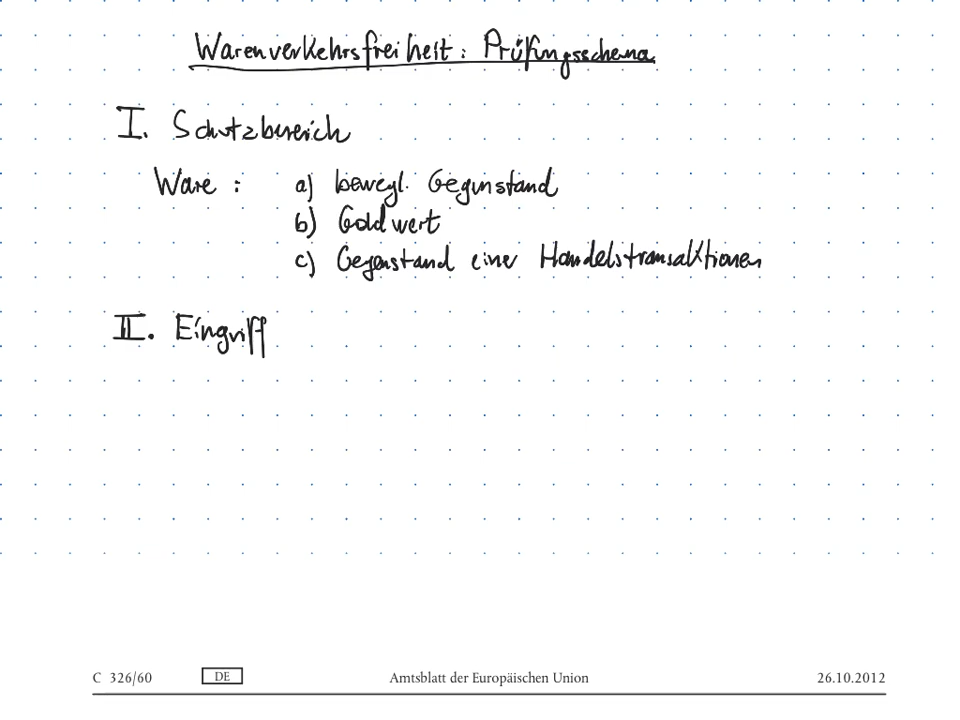 Warenverkehrsfreiheit: Prüfungsschema
I. Schutzbereich
Ware: a) bewegl. Gegenstand
b) Geldwert
c) Gegenstand einer Handelstransaktionen
II. Eingriff
C 326/60 DE Amtsblatt der Europäischen Union 26.10.2012